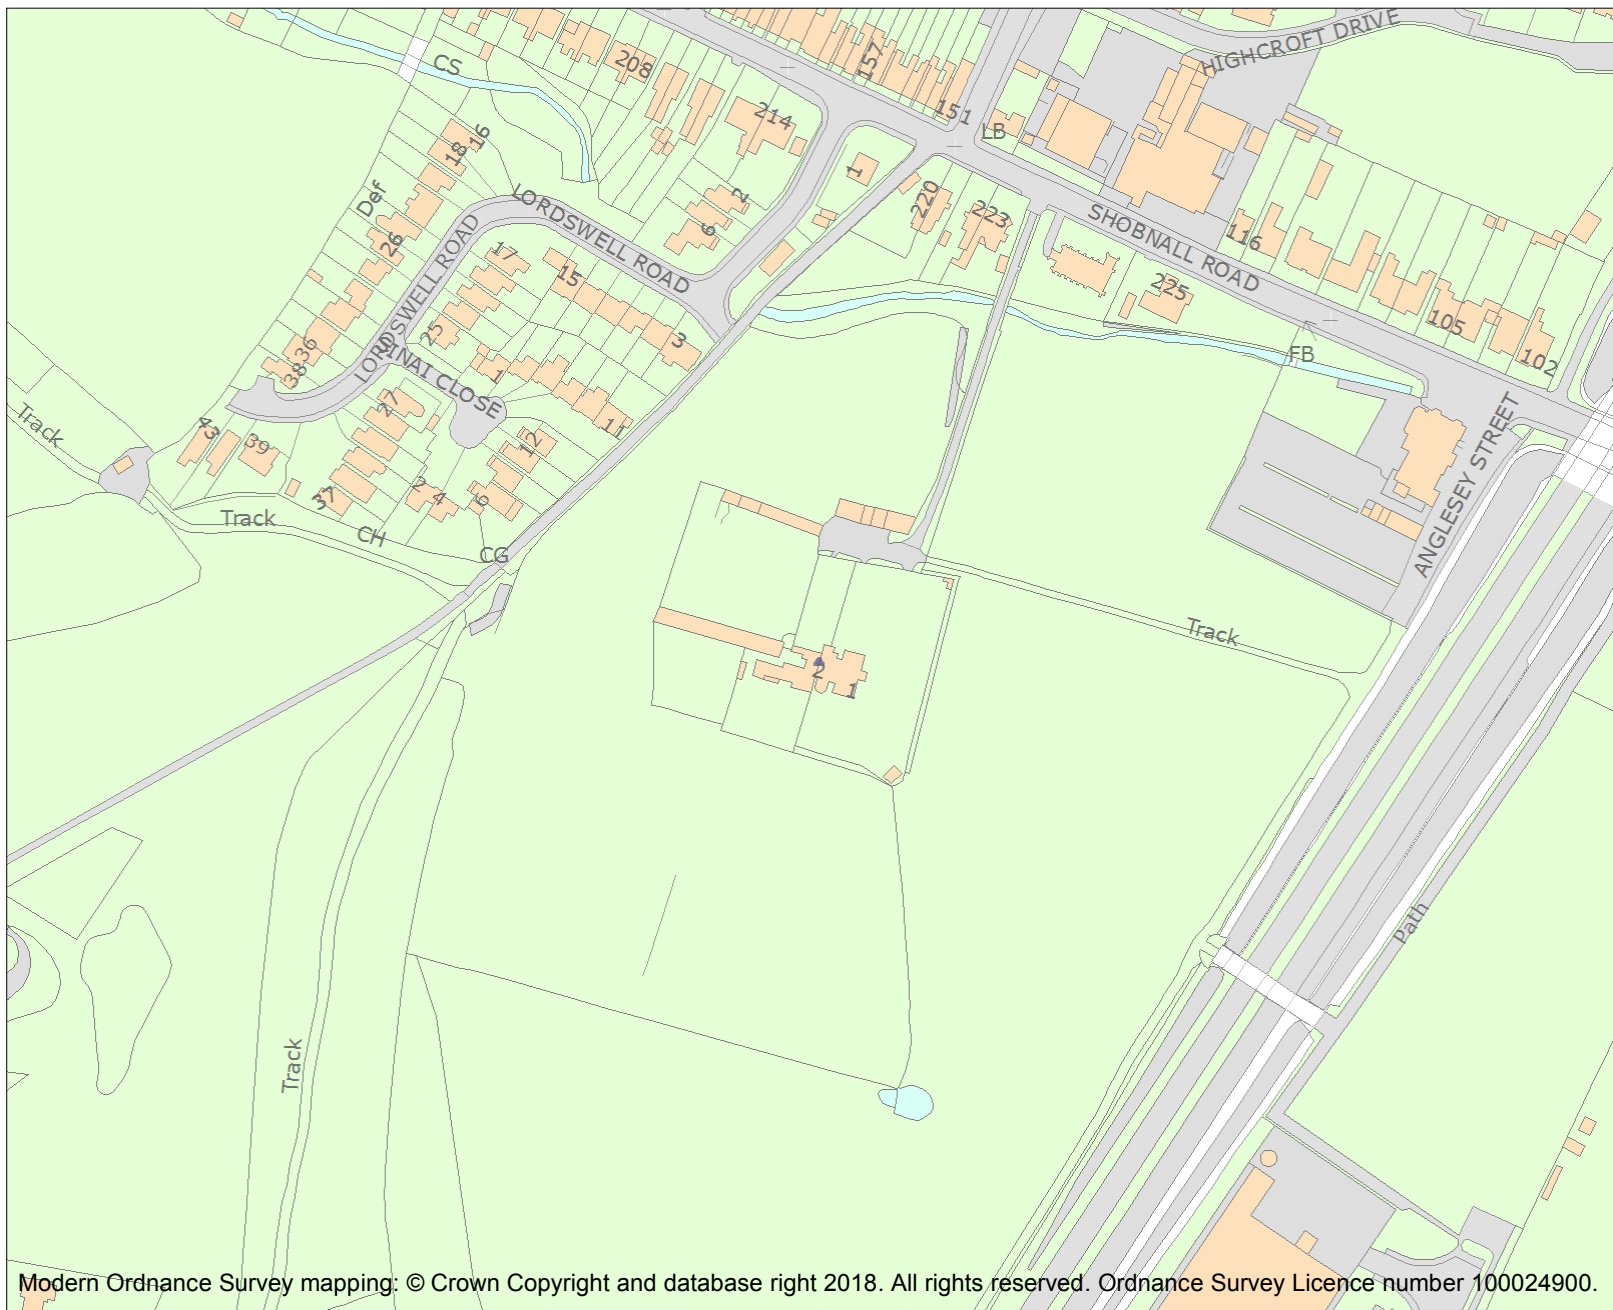 HIGHCROFT DRIVE
CS
208
157
214
151
LB
16
18
1
220
223
Def
2
6
LORDSWELL ROAD
SHOBNALL ROAD
116
26
LORDSWELL ROAD
17
15
225
25
3
105
36
38
1
SINAI CLOSE
FB
102
27
11
Track
43
39
12
ANGLESEY STREET
37
2
4
6
Track
CH
CG
Track
2
1
Path
Track
Modern Ordnance Survey mapping: © Crown Copyright and database right 2018. All rights reserved. Ordnance Survey Licence number 100024900.